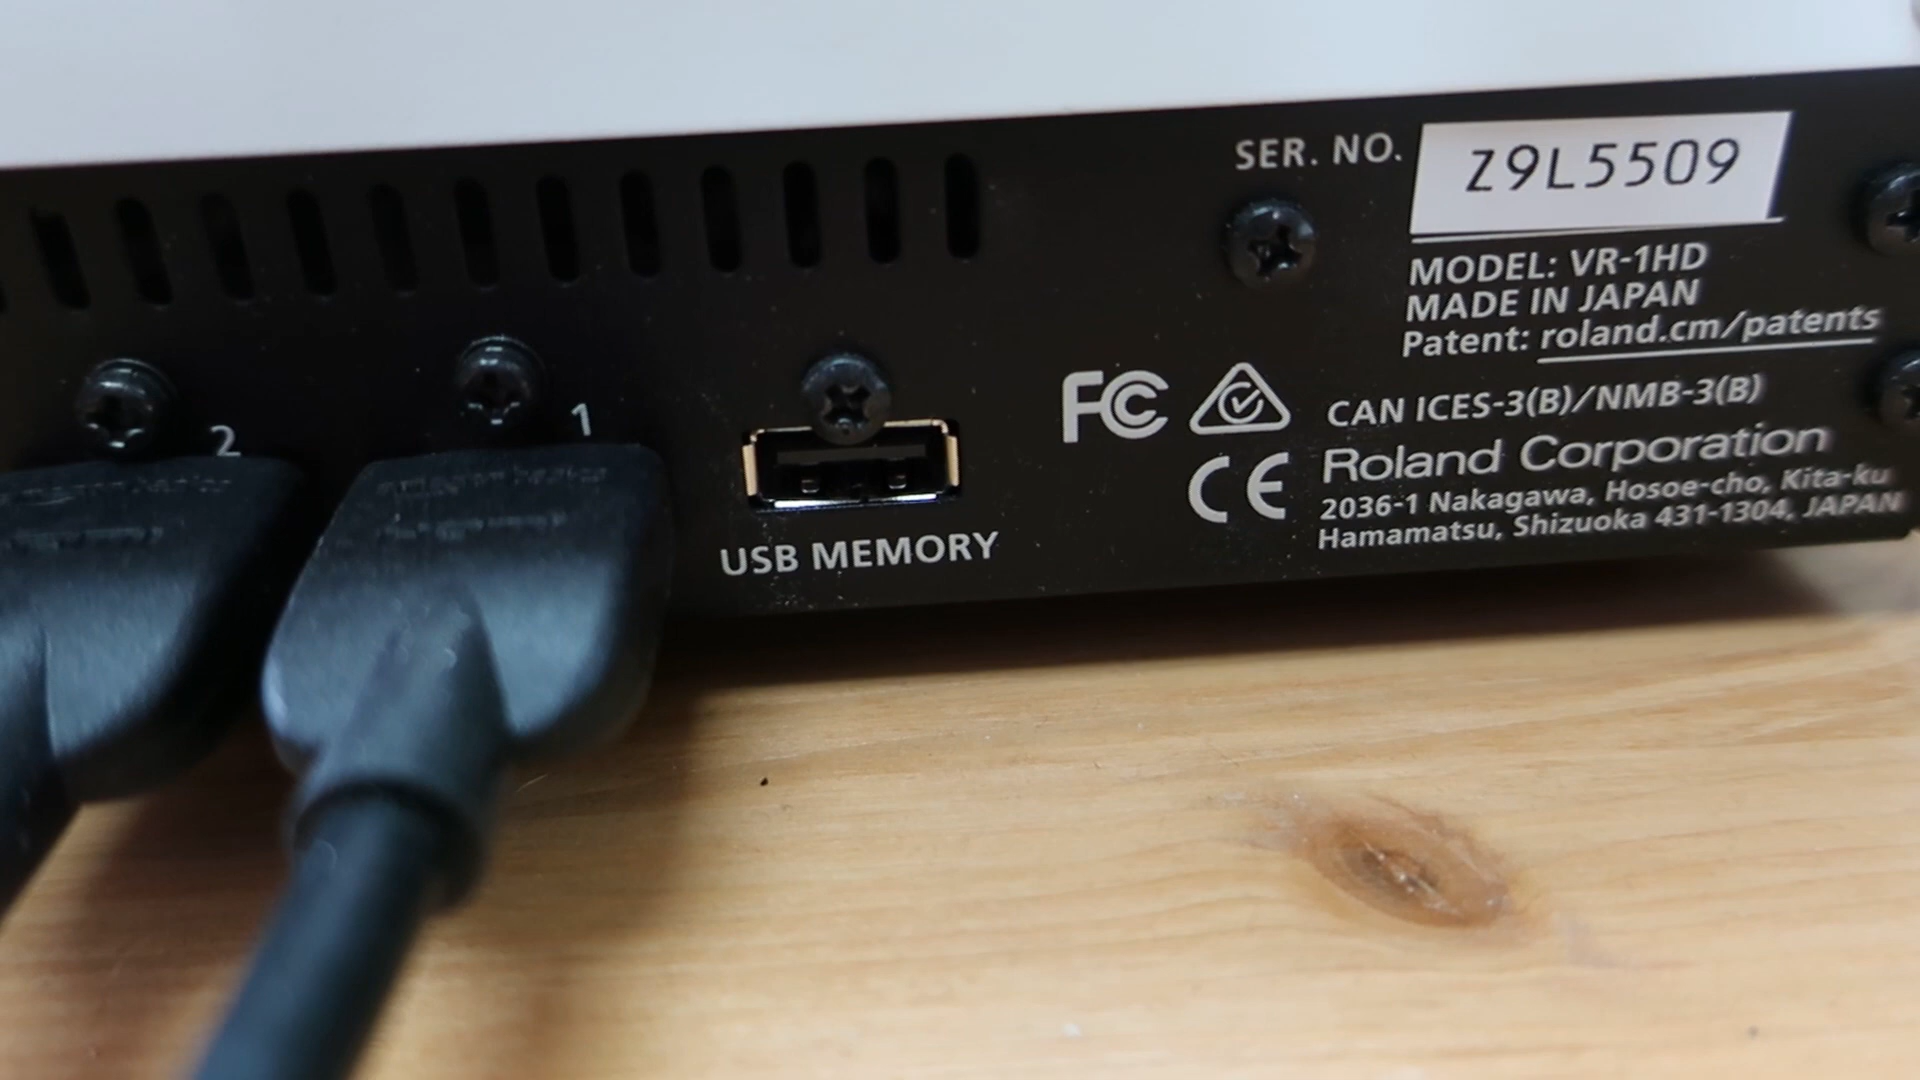 SER. NO. Z9L5509
MODEL: VR-1HD
MADE IN JAPAN
Patent: roland.cm/patents
FC
CAN ICES-3(B)/NMB-3(B)
CE
Roland Corporation
2036-1 Nakagawa, Hosoe-cho, Kita-ku
Hamamatsu, Shizuoka 431-1304, JAPAN
2
1
USB MEMORY